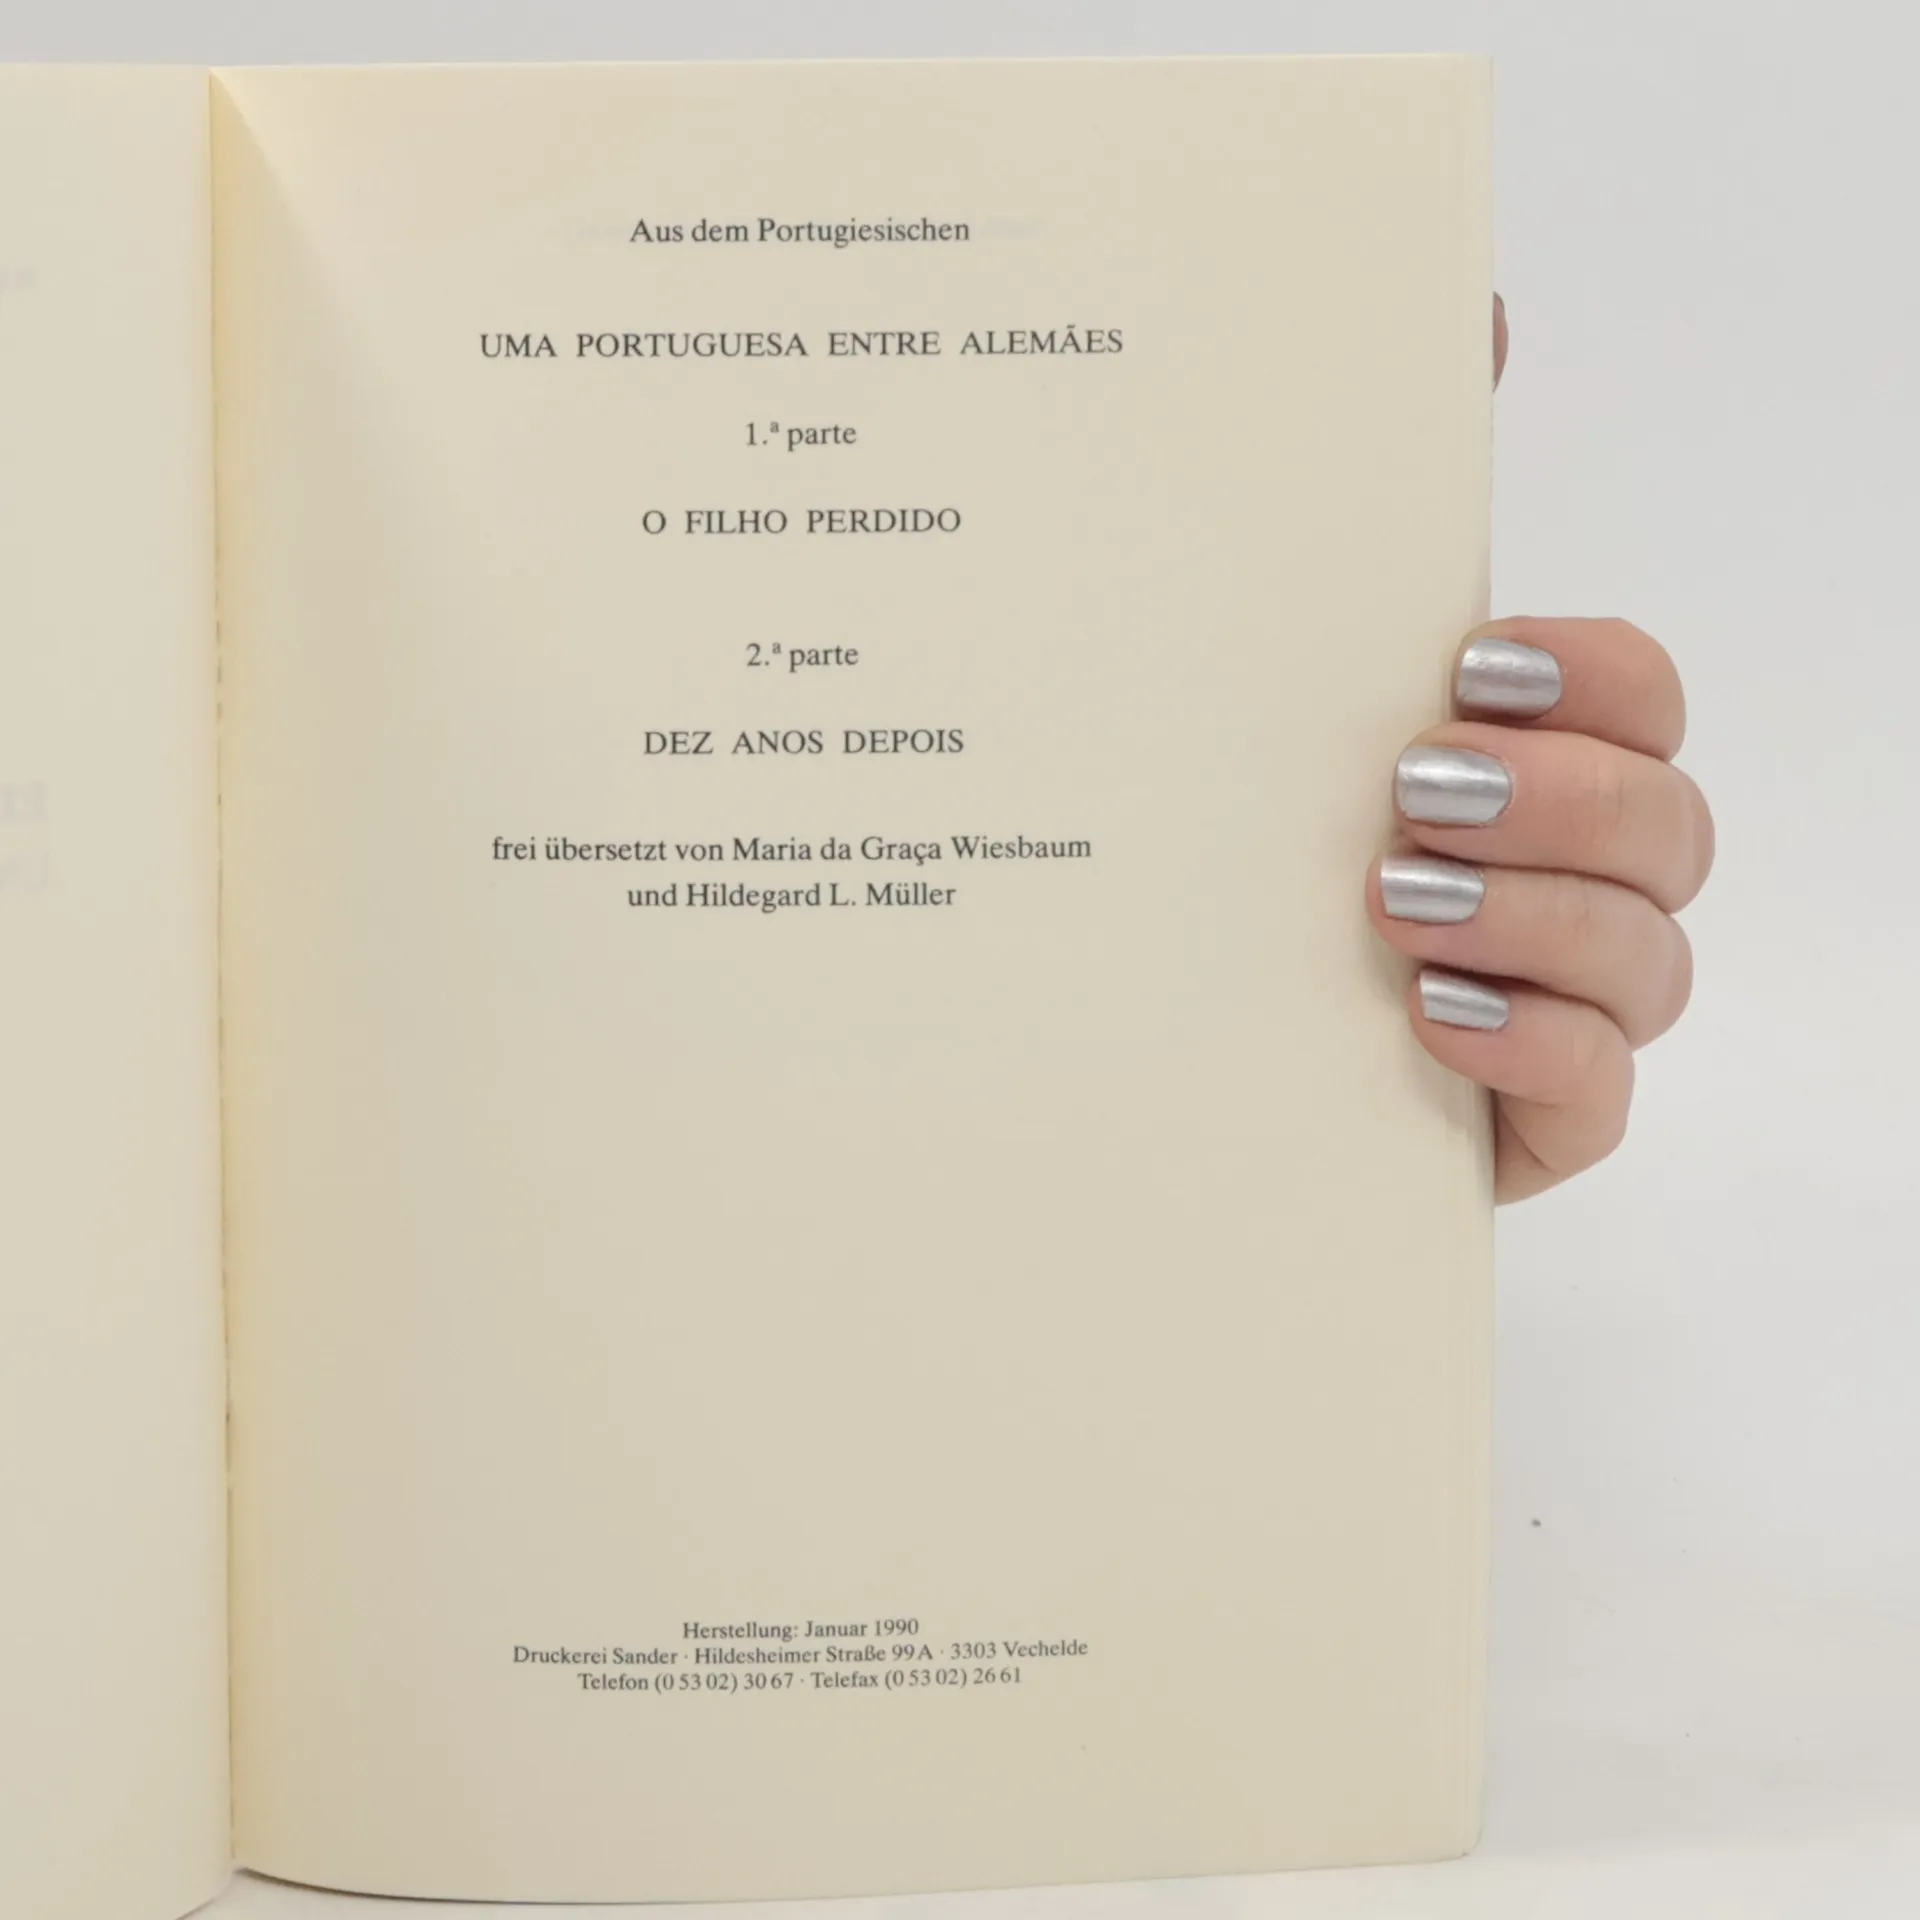 Aus dem Portugiesischen
UMA PORTUGUESA ENTRE ALEMÃES
1.ª parte
O FILHO PERDIDO
2.ª parte
DEZ ANOS DEPOIS
frei übersetzt von Maria da Graça Wiesbaum
und Hildegard L. Müller
Herstellung: Januar 1990
Druckerei Sander · Hildesheimer Straße 99 A · 3303 Vechelde
Telefon (0 53 02) 30 67 · Telefax (0 53 02) 26 61